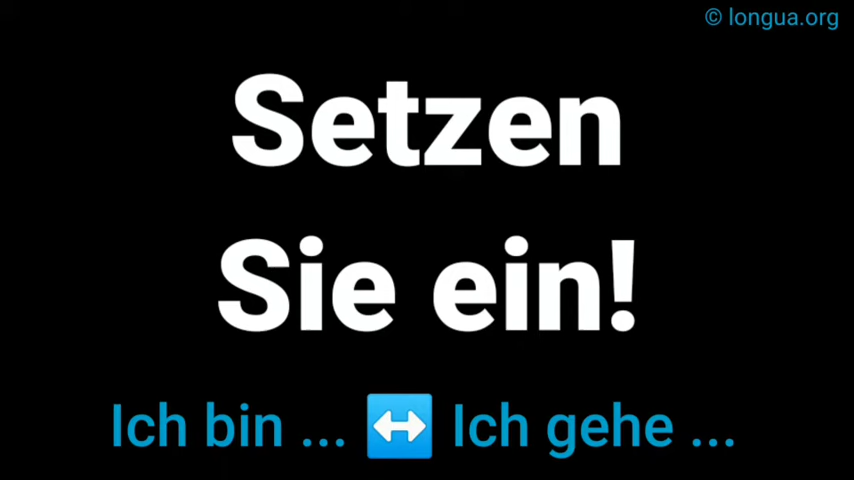 © longua.org
Setzen
Sie ein!
Ich bin ... ↔ Ich gehe ...